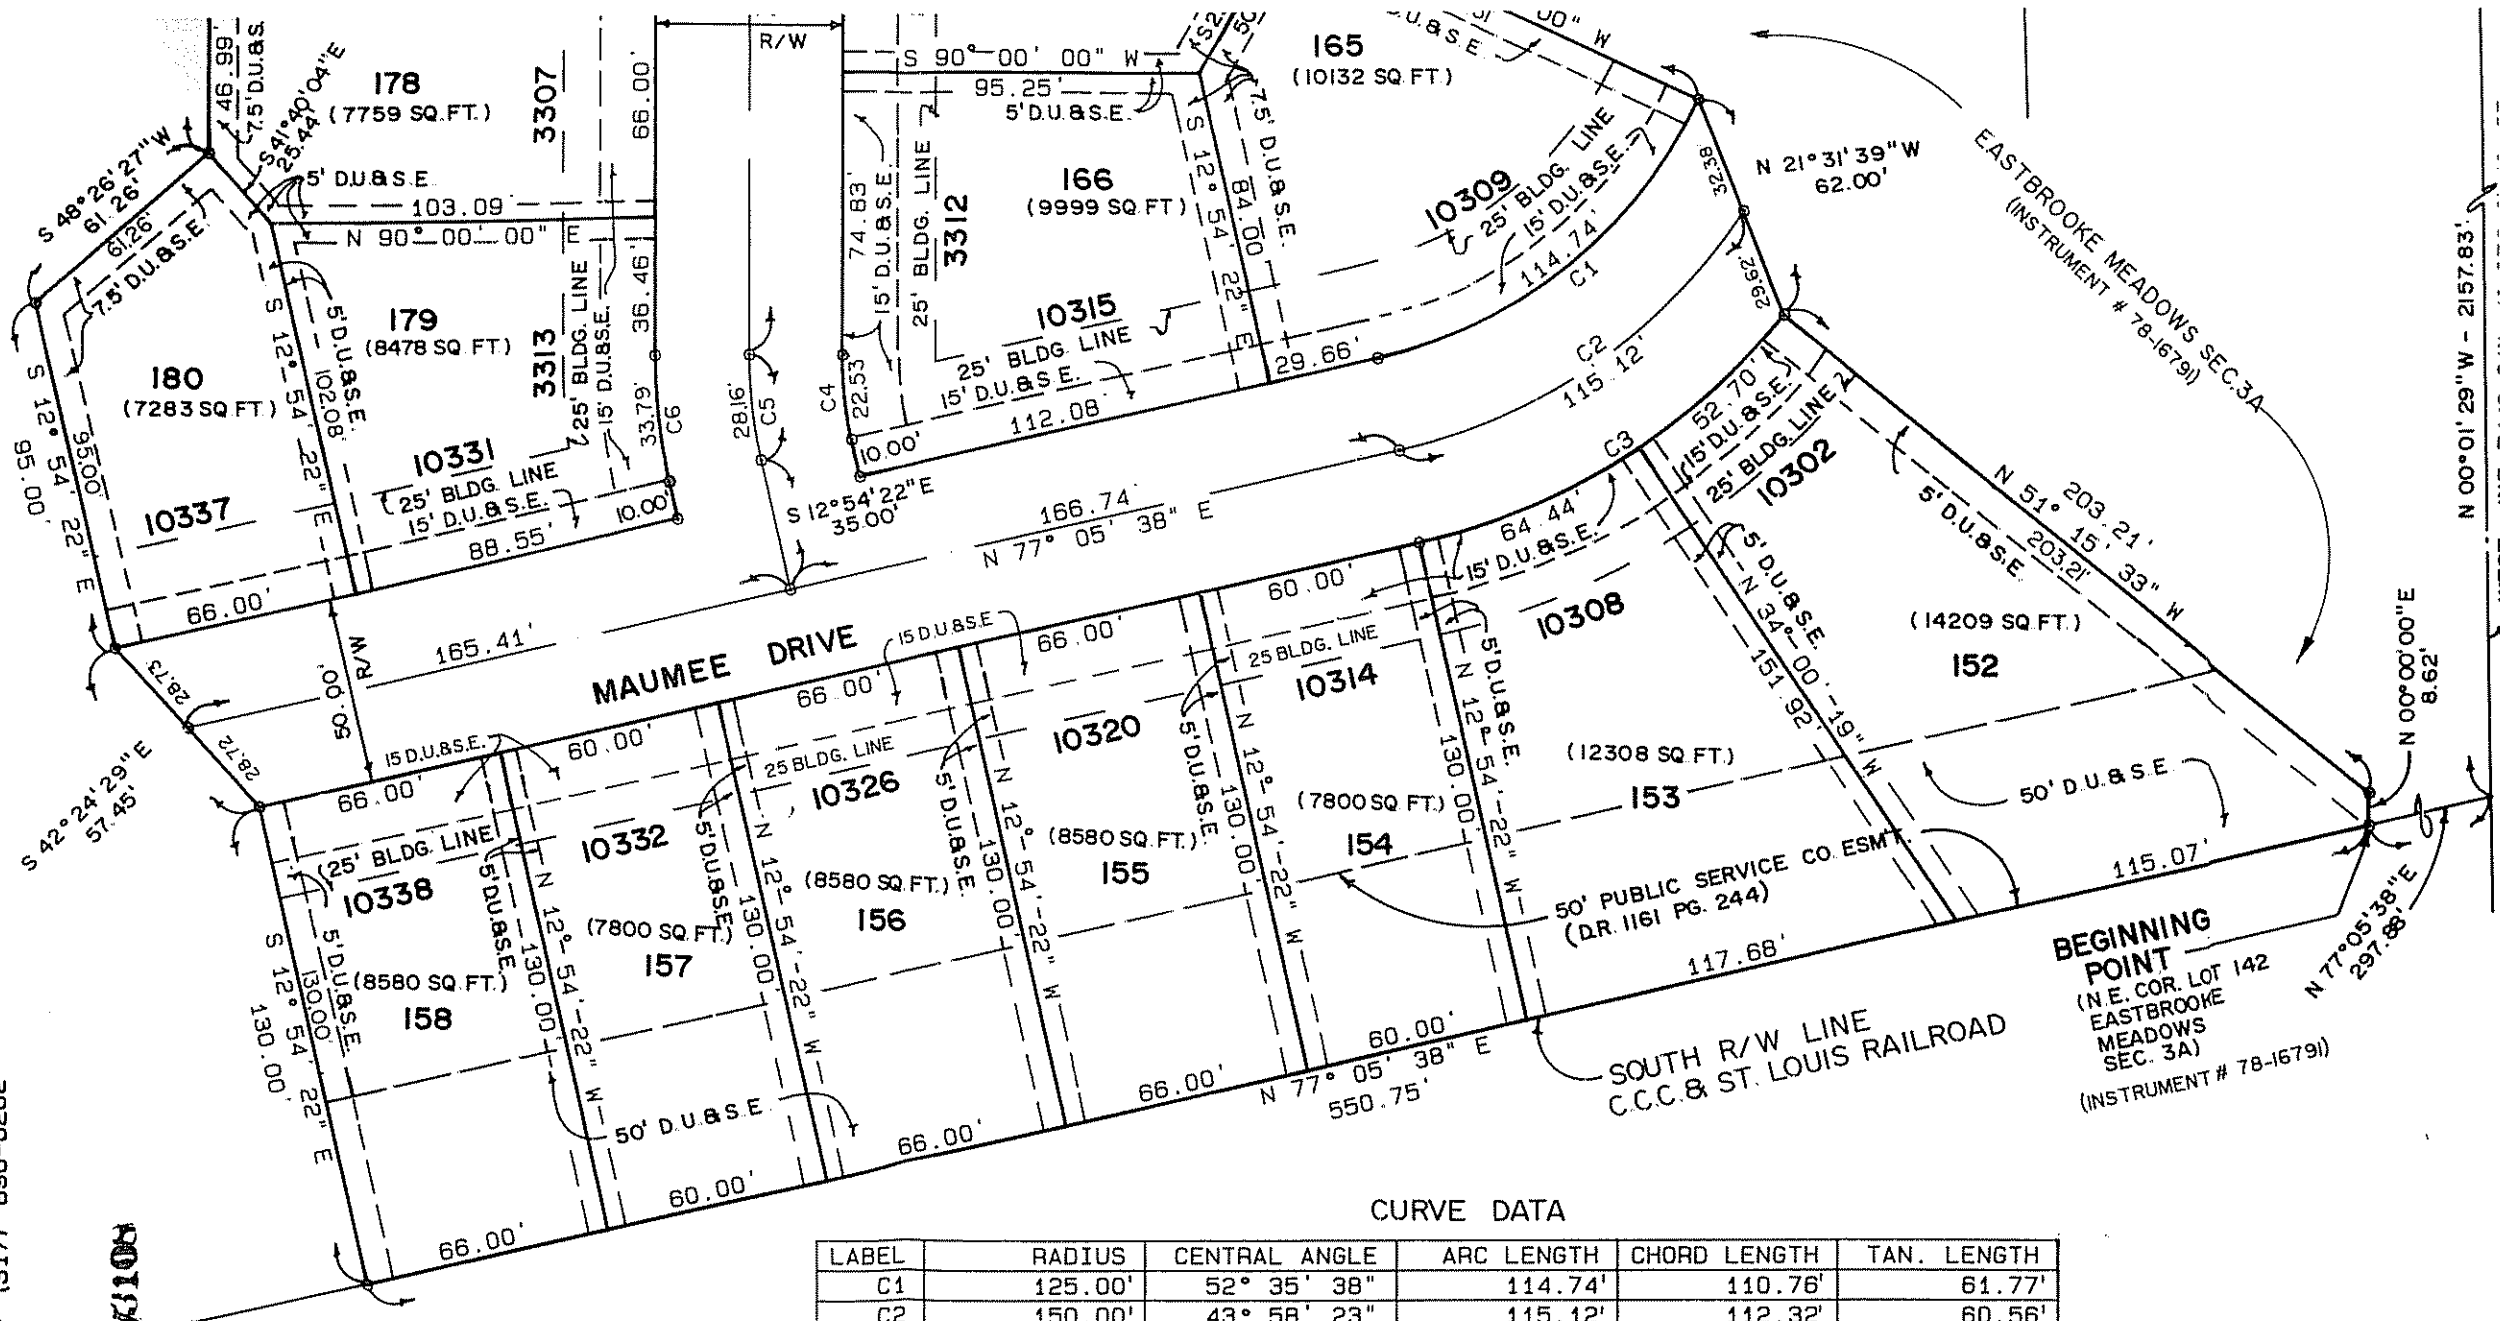 R/W
46.99'
7.5' D.U.&S.
178
(7759 SQ.FT.)
3307
66.00'
S 41°40'04" E
25.44'
S 48°26'27" W
61.26'
61.26'
7.5' D.U.&S.E.
5' D.U.&S.E.
103.09
N 90°-00'-00" E
S 90°-00' 00" W
95.25'
5' D.U.&S.E.
165
(10132 SQ.FT.)
U.&S.E.
00" W
166
(9999 SQ.FT)
74.83'
15' D.U.&S.E.
25' BLDG. LINE
3312
S 12° 54' 22" E
84.00
7.5' D.U.&S.E.
10309
25' BLDG. LINE
15' D.U.&S.E.
114.74'
C1
32.38'
N 21°31'39" W
62.00'
29.62'
EASTBROOKE MEADOWS SEC.3A
(INSTRUMENT # 78-16791)
N 00°01'29" W - 2157.83'
179
(8478 SQ.FT.)
3313
25' BLDG. LINE
15' D.U.&S.E.
36.46'
33.79'
C6
28.16'
C5
C4
22.53'
10.00'
10315
25' BLDG. LINE
15' D.U.&S.E.
29.66'
112.08'
C2
115.12'
180
(7283 SQ.FT.)
S 12° 54' 22" E
95.00'
95.00'
S 12°-54'-22" E
102.08'
5' D.U.&S.E.
10337
10331
25' BLDG. LINE
15' D.U.&S.E.
10.00'
88.55'
66.00'
S 12°54'22" E
35.00'
166.74'
N 77° 05' 38" E
C3
52.70'
15' D.U.&S.E.
25' BLDG. LINE
10302
64.44'
15' D.U.&S.E.
10308
5' D.U.&S.E.
N 34°-00'-19" W
151.92'
203.21'
N 51° 15' 33" W
203.21'
5' D.U.&S.E.
(14209 SQ.FT.)
152
N 00°00'00" E
8.62'
28.73
28.72
S 42°24'29" E
57.45'
165.41'
50.00'
R/W
MAUMEE DRIVE
15 D.U.&S.E.
15 D.U.&S.E
66.00'
60.00'
66.00'
66.00'
60.00'
25' BLDG. LINE
10338
10332
25 BLDG. LINE
10326
10320
25 BLDG. LINE
10314
5' D.U.&S.E.
5' D.U.&S.E.
5' D.U.&S.E.
5' D.U.&S.E.
5' D.U.&S.E.
5' D.U.&S.E.
S 12° 54' 22" E
130.00'
130.00'
N 12°-54'-22" W
130.00'
N 12°-54'-22" W
130.00'
N 12°-54'-22" W
130.00'
N 12° 54'-22" W
130.00'
N 12°-54'-22" W
130.00'
(8580 SQ.FT.)
158
(7800 SQ.FT.)
157
(8580 SQ.FT.)
156
(8580 SQ.FT.)
155
(7800 SQ.FT.)
154
(12308 SQ.FT.)
153
50' D.U.&S.E.
50' PUBLIC SERVICE CO. ESMT.
(D.R. 1161 PG. 244)
50' D.U.&S.E.
115.07'
117.68'
60.00'
66.00'
66.00'
60.00'
66.00'
N 77° 05' 38" E
550.75'
SOUTH R/W LINE
C.C.C. & ST. LOUIS RAILROAD
BEGINNING
POINT
(N.E. COR. LOT 142
EASTBROOKE
MEADOWS
SEC. 3A)
(INSTRUMENT # 78-16791)
N 77°05'38" E
297.88'
CURVE DATA
LABEL RADIUS CENTRAL ANGLE ARC LENGTH CHORD LENGTH TAN. LENGTH
C1 125.00' 52° 35' 38" 114.74' 110.76' 61.77'
C2 150.00' 43° 58' 23" 115.12' 112.32' 60.56'